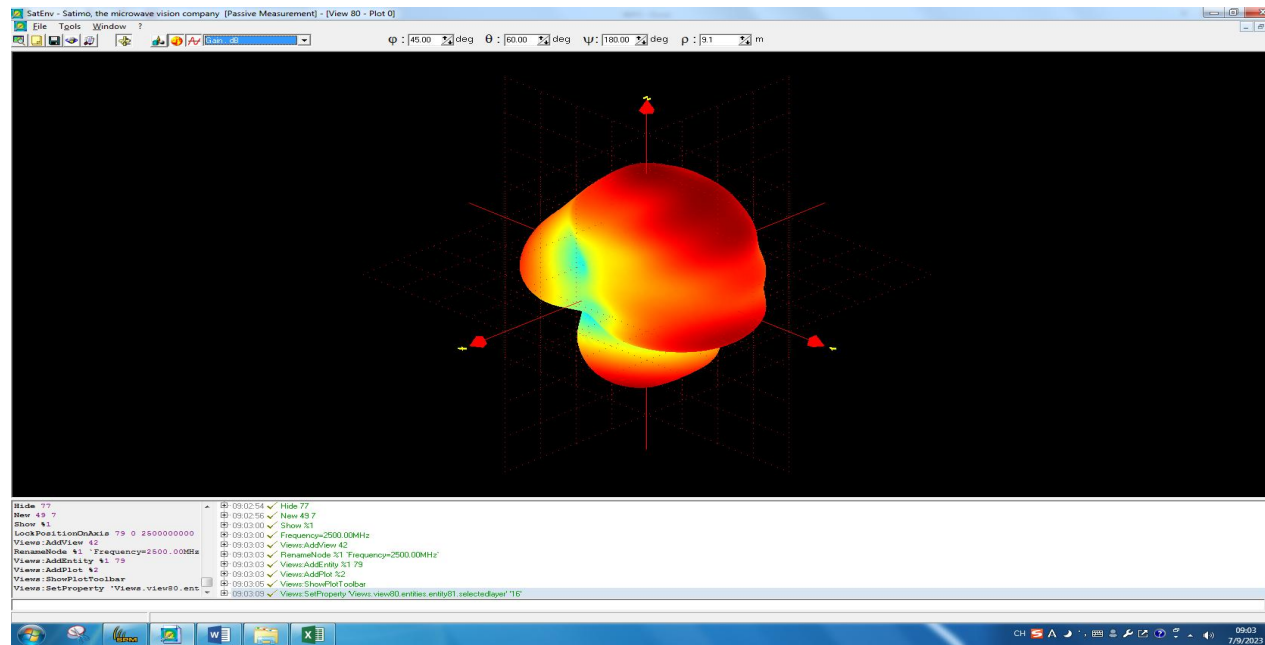 SatEnv - Satimo, the microwave vision company [Passive Measurement] - [View 80 - Plot 0]
File Tools Window ?
Gain. dB φ : 45.00 deg θ : 60.00 deg ψ: 180.00 deg ρ : 9.1 m
Hide 77
New 49 7
Show %1
LockPositionOnAxis 79 0 2500000000
Views:AddView 42
RenameNode %1 'Frequency=2500.00MHz
Views:AddEntity %1 79
Views:AddPlot %2
Views:ShowPlotToolbar
Views:SetProperty 'Views.view80.ent
09:02:54 Hide 77
09:02:56 New 49 7
09:03:00 Show %1
09:03:00 Frequency=2500.00MHz
09:03:03 Views:AddView 42
09:03:03 RenameNode %1 'Frequency=2500.00MHz'
09:03:03 Views:AddEntity %1 79
09:03:03 Views:AddPlot %2
09:03:05 Views:ShowPlotToolbar
09:03:09 Views:SetProperty 'Views.view80.entities.entity81.selectedlayer' '16'
CH
09:03
7/9/2023